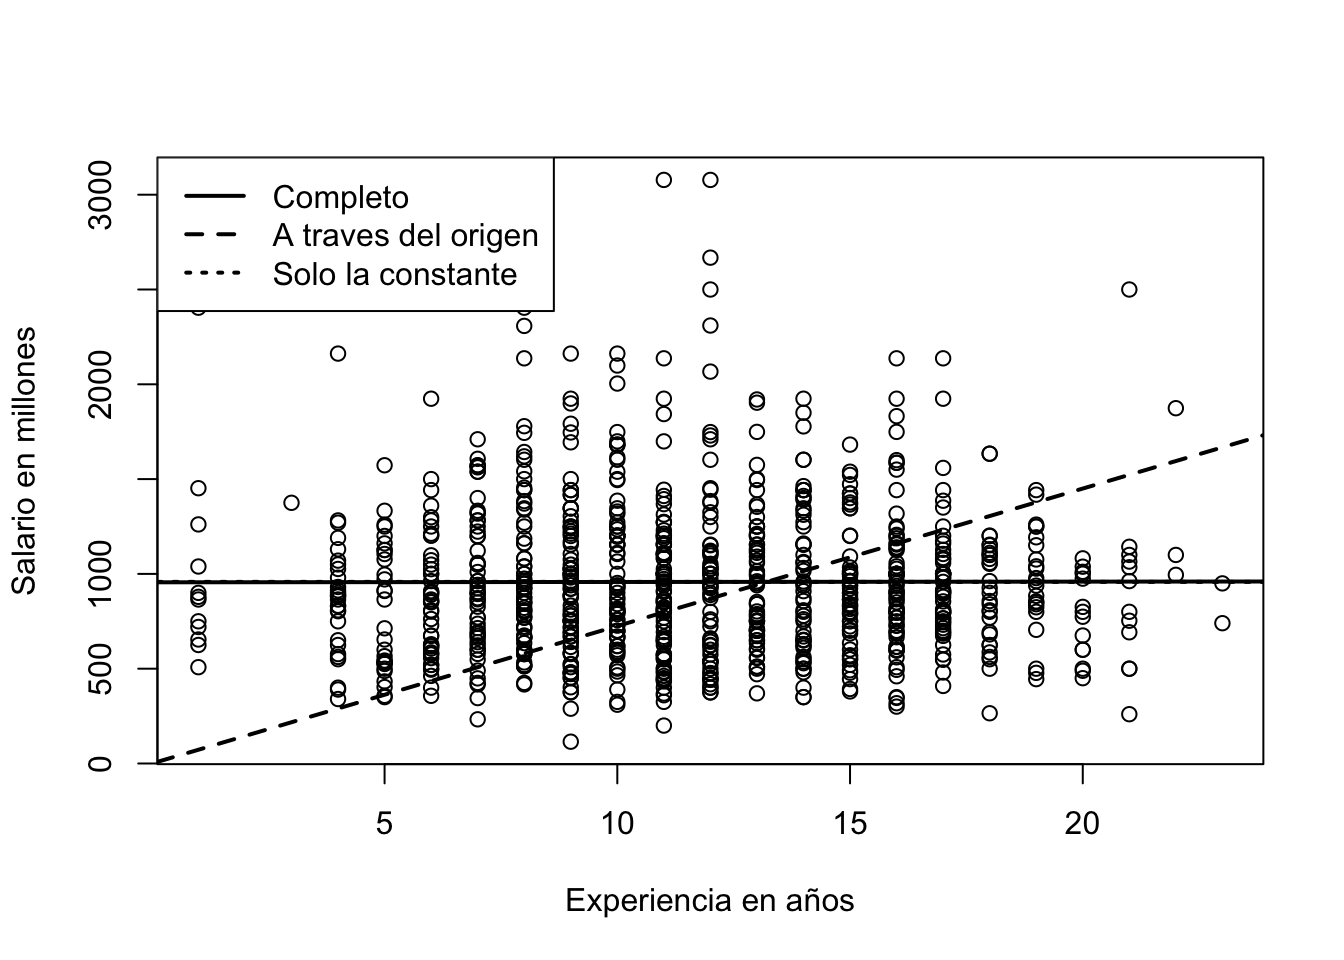 Completo
A traves del origen
Solo la constante
Salario en millones
3000
2000
1000
500
0
5
10
15
20
Experiencia en años